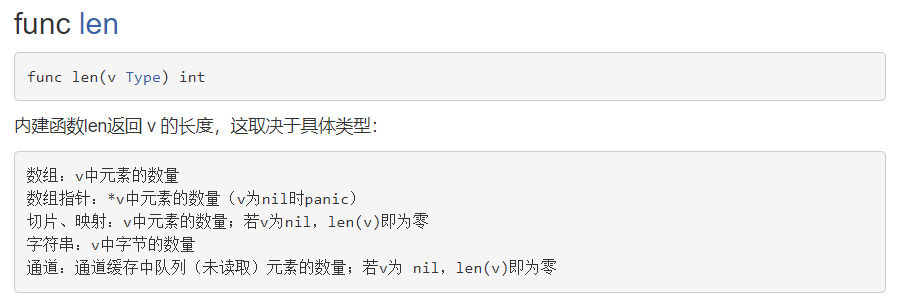 func len
func len(v Type) int
内建函数len返回 v 的长度，这取决于具体类型：
数组：v中元素的数量
数组指针：*v中元素的数量（v为nil时panic）
切片、映射：v中元素的数量；若v为nil，len(v)即为零
字符串：v中字节的数量
通道：通道缓存中队列（未读取）元素的数量；若v为 nil，len(v)即为零